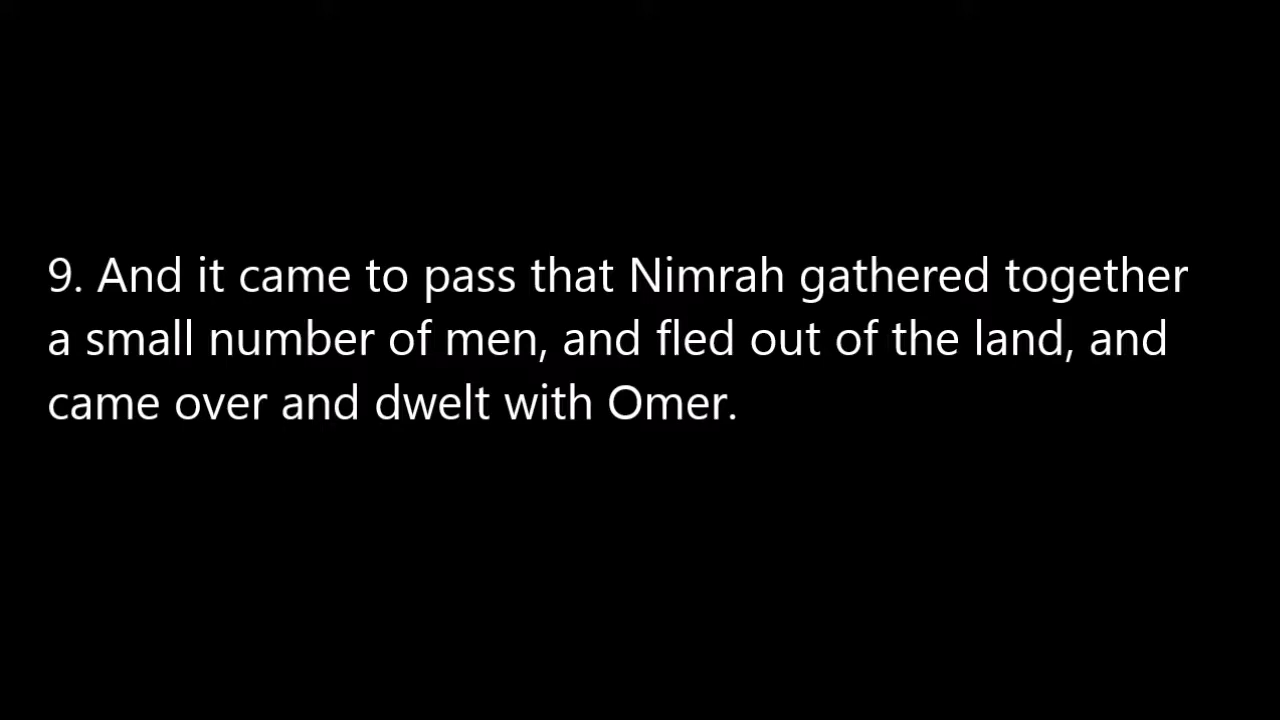 9. And it came to pass that Nimrah gathered together
a small number of men, and fled out of the land, and
came over and dwelt with Omer.